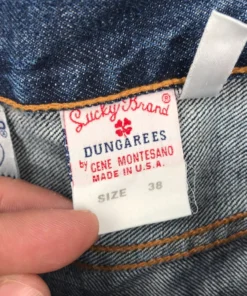 Lucky Brand
DUNGAREES
by GENE MONTESANO
MADE IN U.S.A.
SIZE 38